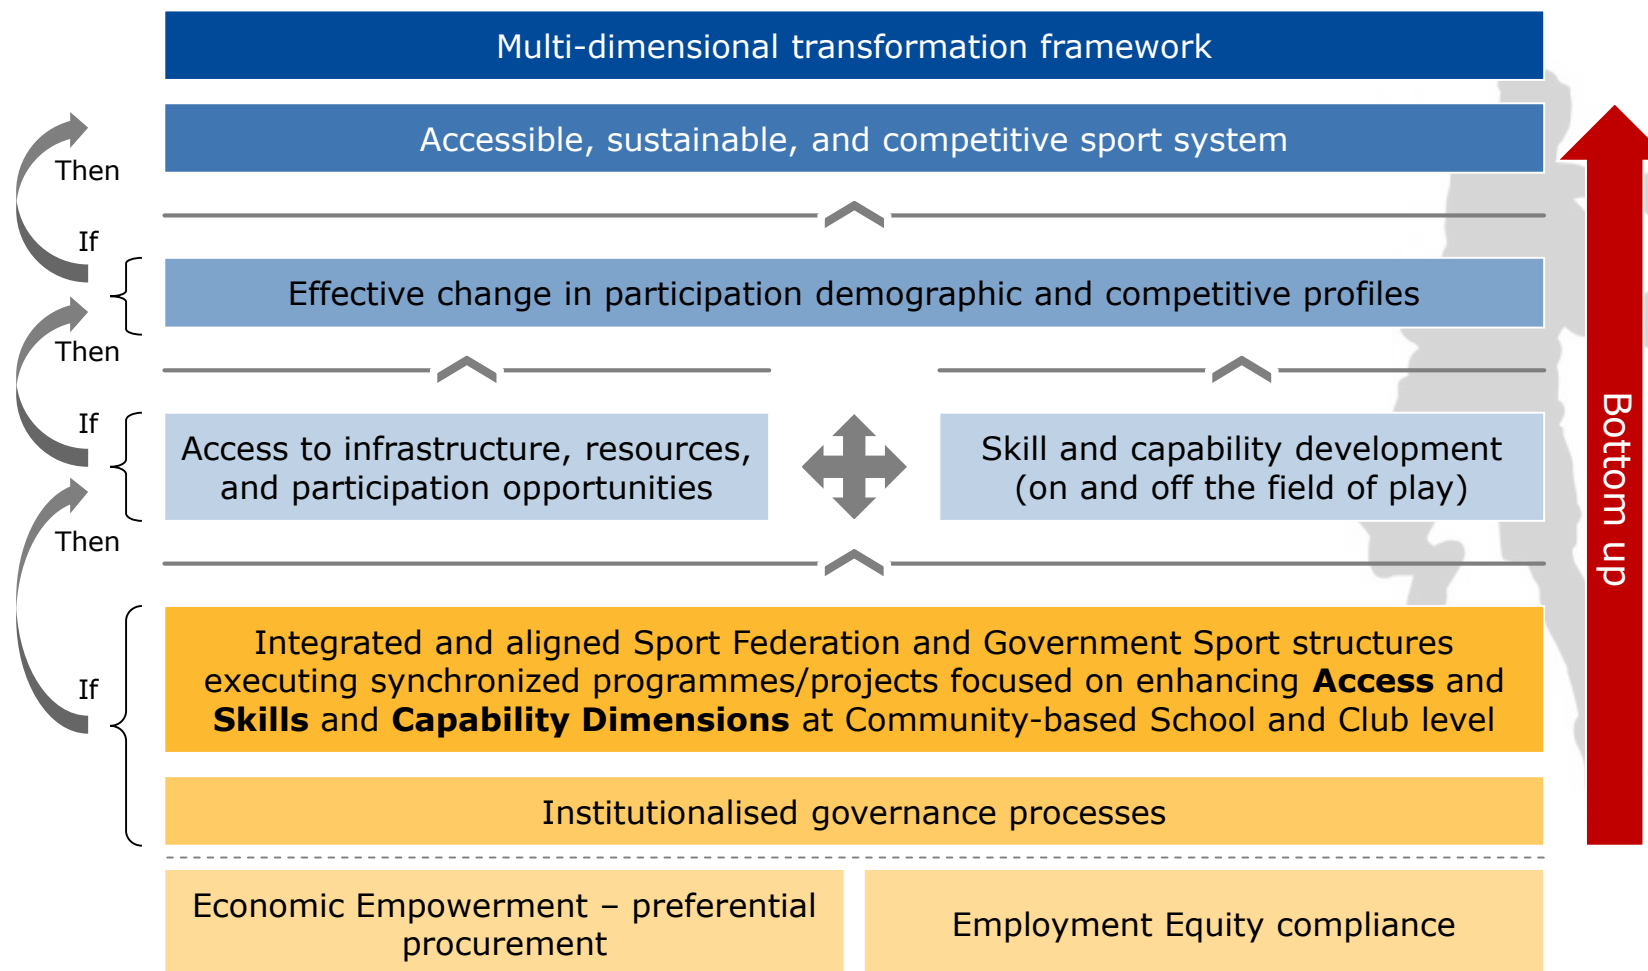 Multi-dimensional transformation framework
Accessible, sustainable, and competitive sport system
Then
If
Effective change in participation demographic and competitive profiles
Then
If
Access to infrastructure, resources,
and participation opportunities
Skill and capability development
(on and off the field of play)
Bottom up
Then
If
Integrated and aligned Sport Federation and Government Sport structures
executing synchronized programmes/projects focused on enhancing Access and
Skills and Capability Dimensions at Community-based School and Club level
Institutionalised governance processes
Economic Empowerment – preferential
procurement
Employment Equity compliance